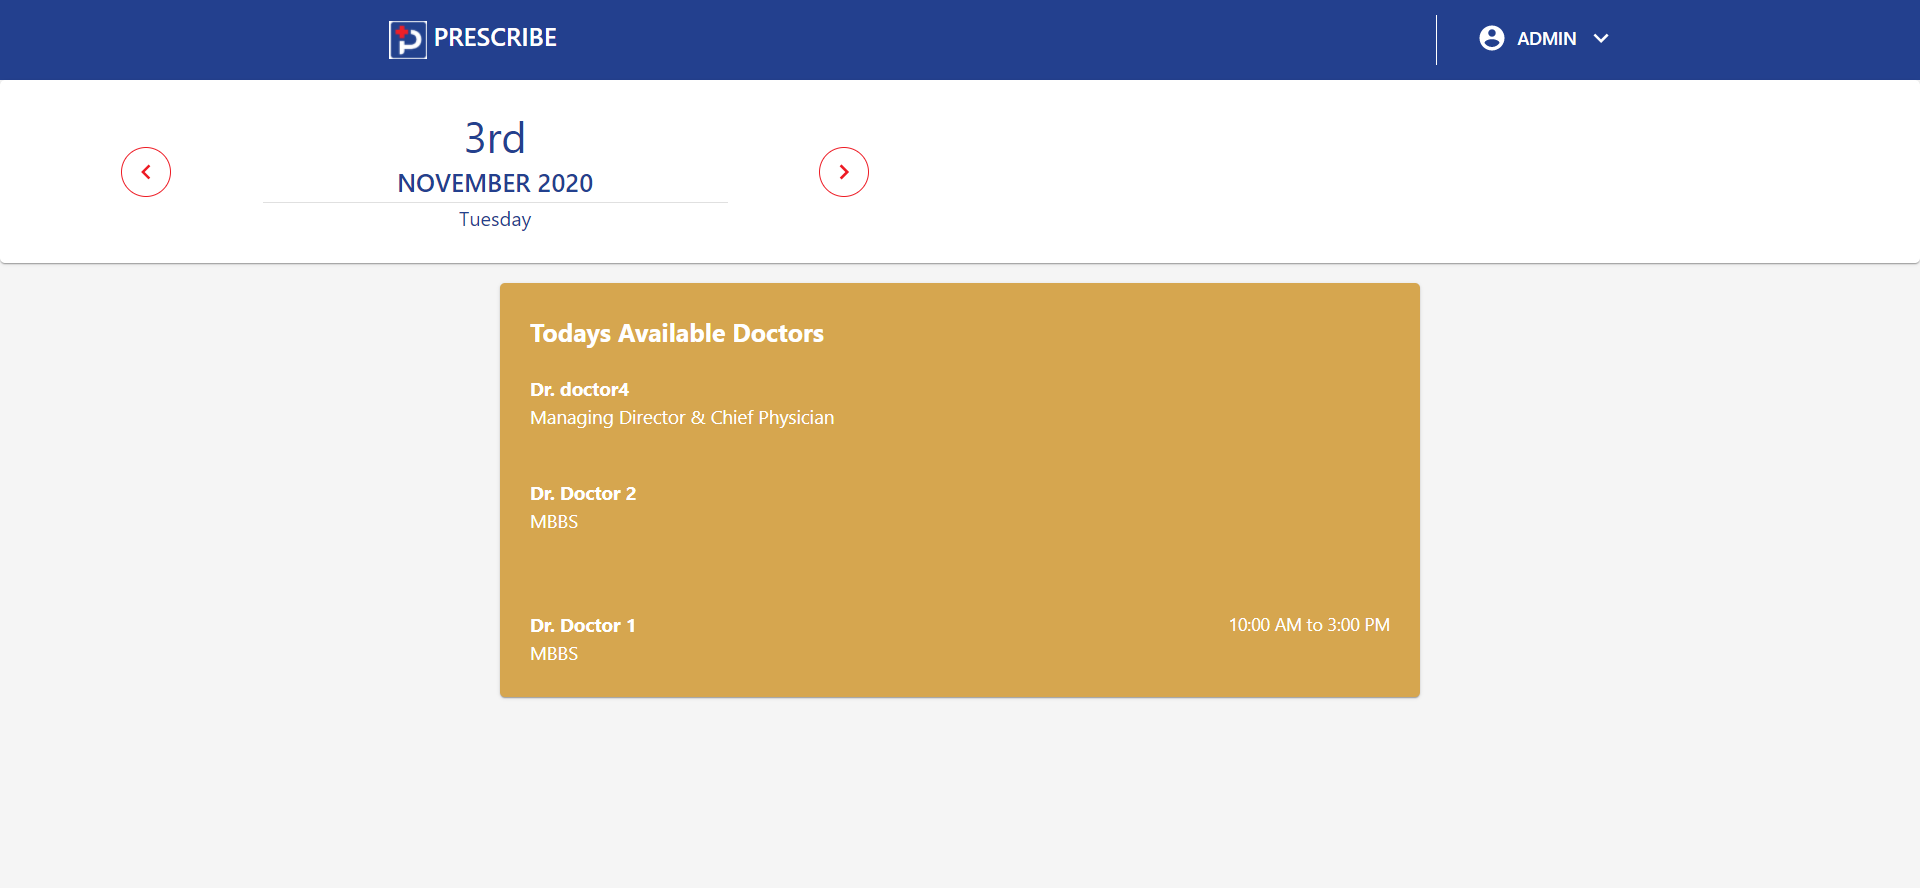 PRESCRIBE
ADMIN
3rd
NOVEMBER 2020
Tuesday
Todays Available Doctors
Dr. doctor4
Managing Director & Chief Physician
Dr. Doctor 2
MBBS
Dr. Doctor 1
10:00 AM to 3:00 PM
MBBS